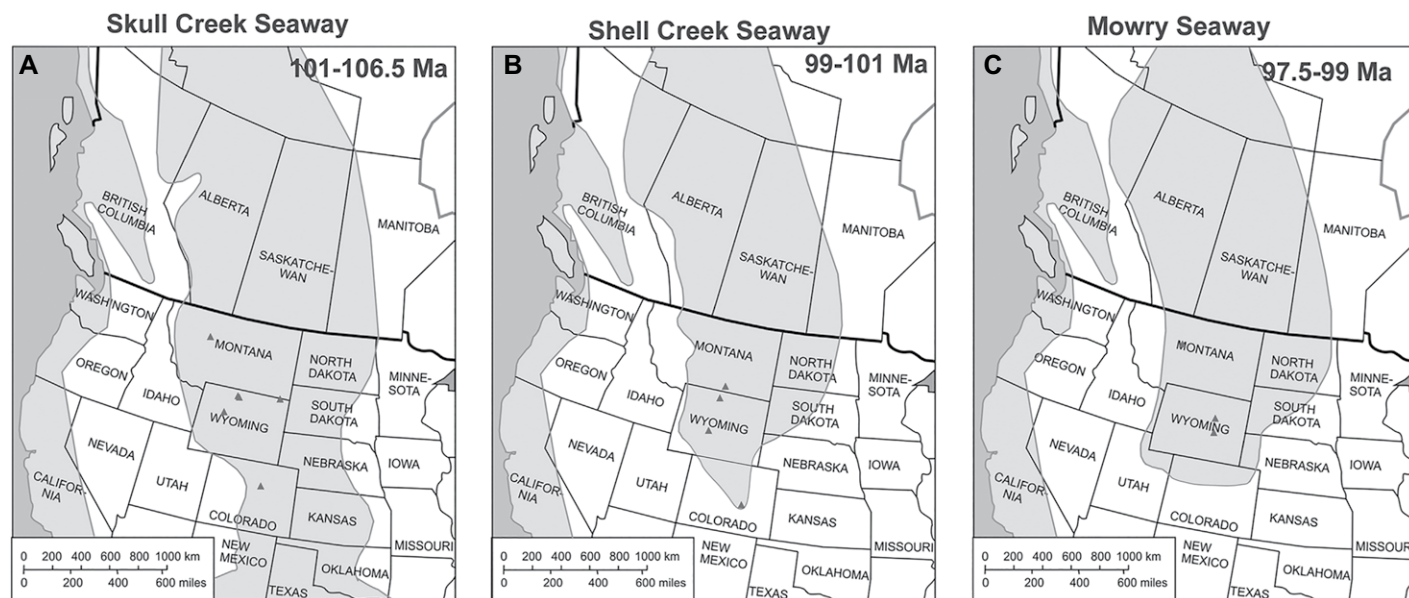 Skull Creek Seaway
A
101-106.5 Ma
BRITISH
COLUMBIA
ALBERTA
SASKATCHE-
WAN
MANITOBA
WASHINGTON
MONTANA
NORTH
DAKOTA
MINNE-
SOTA
OREGON
IDAHO
WYOMING
SOUTH
DAKOTA
NEVADA
UTAH
NEBRASKA
IOWA
CALIFOR-
NIA
COLORADO
KANSAS
MISSOURI
NEW
MEXICO
OKLAHOMA
TEXAS
0 200 400 600 800 1000 km
0 200 400 600 miles
Shell Creek Seaway
B
99-101 Ma
BRITISH
COLUMBIA
ALBERTA
SASKATCHE-
WAN
MANITOBA
WASHINGTON
MONTANA
NORTH
DAKOTA
MINNE-
SOTA
OREGON
IDAHO
WYOMING
SOUTH
DAKOTA
NEVADA
UTAH
NEBRASKA
IOWA
CALIFOR-
NIA
COLORADO
KANSAS
MISSOURI
NEW
MEXICO
OKLAHOMA
TEXAS
0 200 400 600 800 1000 km
0 200 400 600 miles
Mowry Seaway
C
97.5-99 Ma
BRITISH
COLUMBIA
ALBERTA
SASKATCHE-
WAN
MANITOBA
WASHINGTON
MONTANA
NORTH
DAKOTA
MINNE-
SOTA
OREGON
IDAHO
WYOMING
SOUTH
DAKOTA
NEVADA
UTAH
NEBRASKA
IOWA
CALIFOR-
NIA
COLORADO
KANSAS
MISSOUR
NEW
MEXICO
OKLAHOMA
TEXAS
0 200 400 600 800 1000 km
0 200 400 600 miles